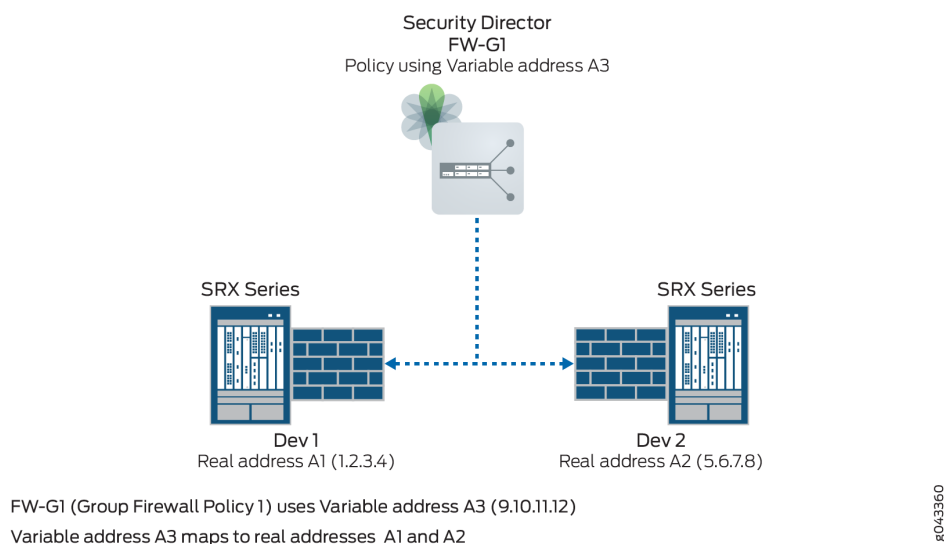 Security Director
FW-G1
Policy using Variable address A3
SRX Series
SRX Series
Dev 1
Real address A1 (1.2.3.4)
Dev 2
Real address A2 (5.6.7.8)
FW-G1 (Group Firewall Policy 1) uses Variable address A3 (9.10.11.12)
Variable address A3 maps to real addresses A1 and A2
g043360